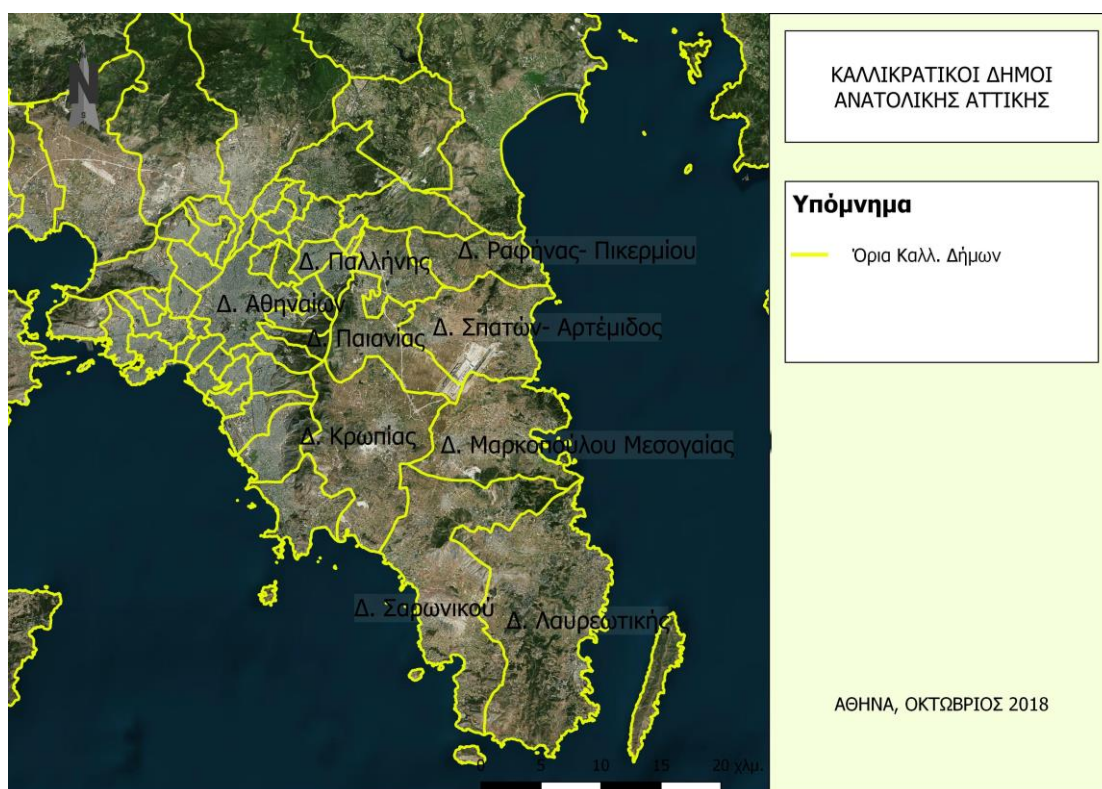 ΚΑΛΛΙΚΡΑΤΙΚΟΙ ΔΗΜΟΙ
ΑΝΑΤΟΛΙΚΗΣ ΑΤΤΙΚΗΣ
Υπόμνημα
Όρια Καλλ. Δήμων
N
S
Δ. Ραφήνας- Πικερμίου
Δ. Παλλήνης
Δ. Αθηναίων
Δ. Σπατών- Αρτέμιδος
Δ. Παιανίας
Δ. Κρωπίας
Δ. Μαρκοπούλου Μεσογαίας
Δ. Σαρωνικού
Δ. Λαυρεωτικής
ΑΘΗΝΑ, ΟΚΤΩΒΡΙΟΣ 2018
0 5 10 15 20 χλμ.